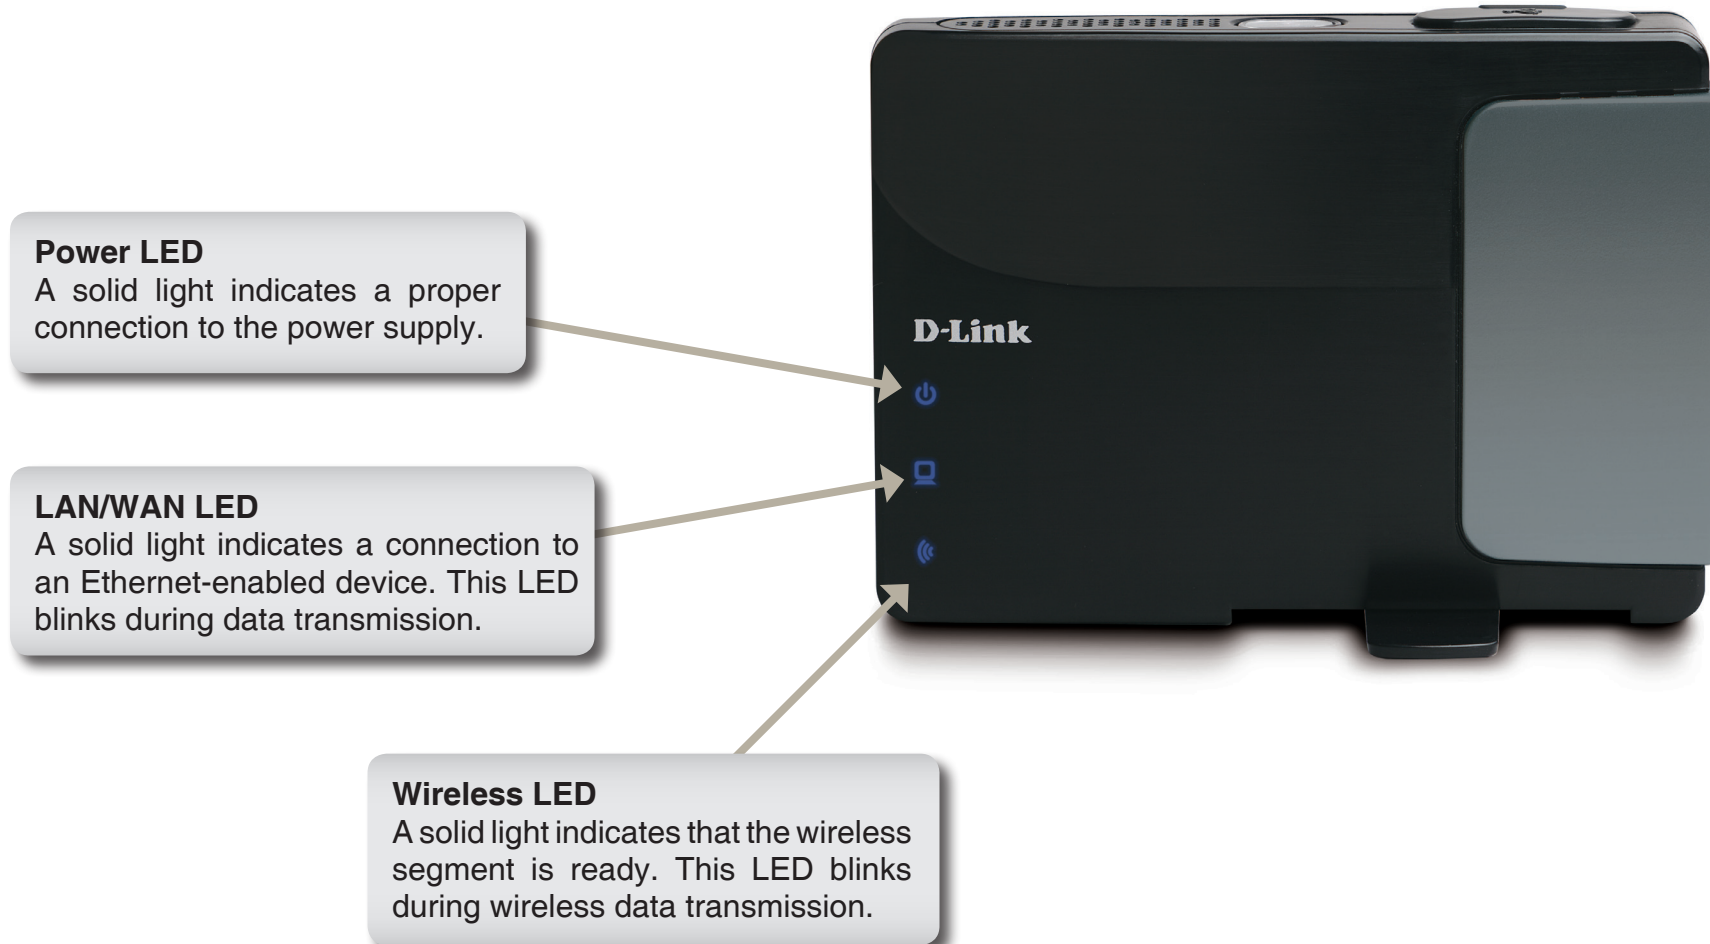 Power LED
A solid light indicates a proper
connection to the power supply.
D-Link
LAN/WAN LED
A solid light indicates a connection to
an Ethernet-enabled device. This LED
blinks during data transmission.
Wireless LED
A solid light indicates that the wireless
segment is ready. This LED blinks
during wireless data transmission.